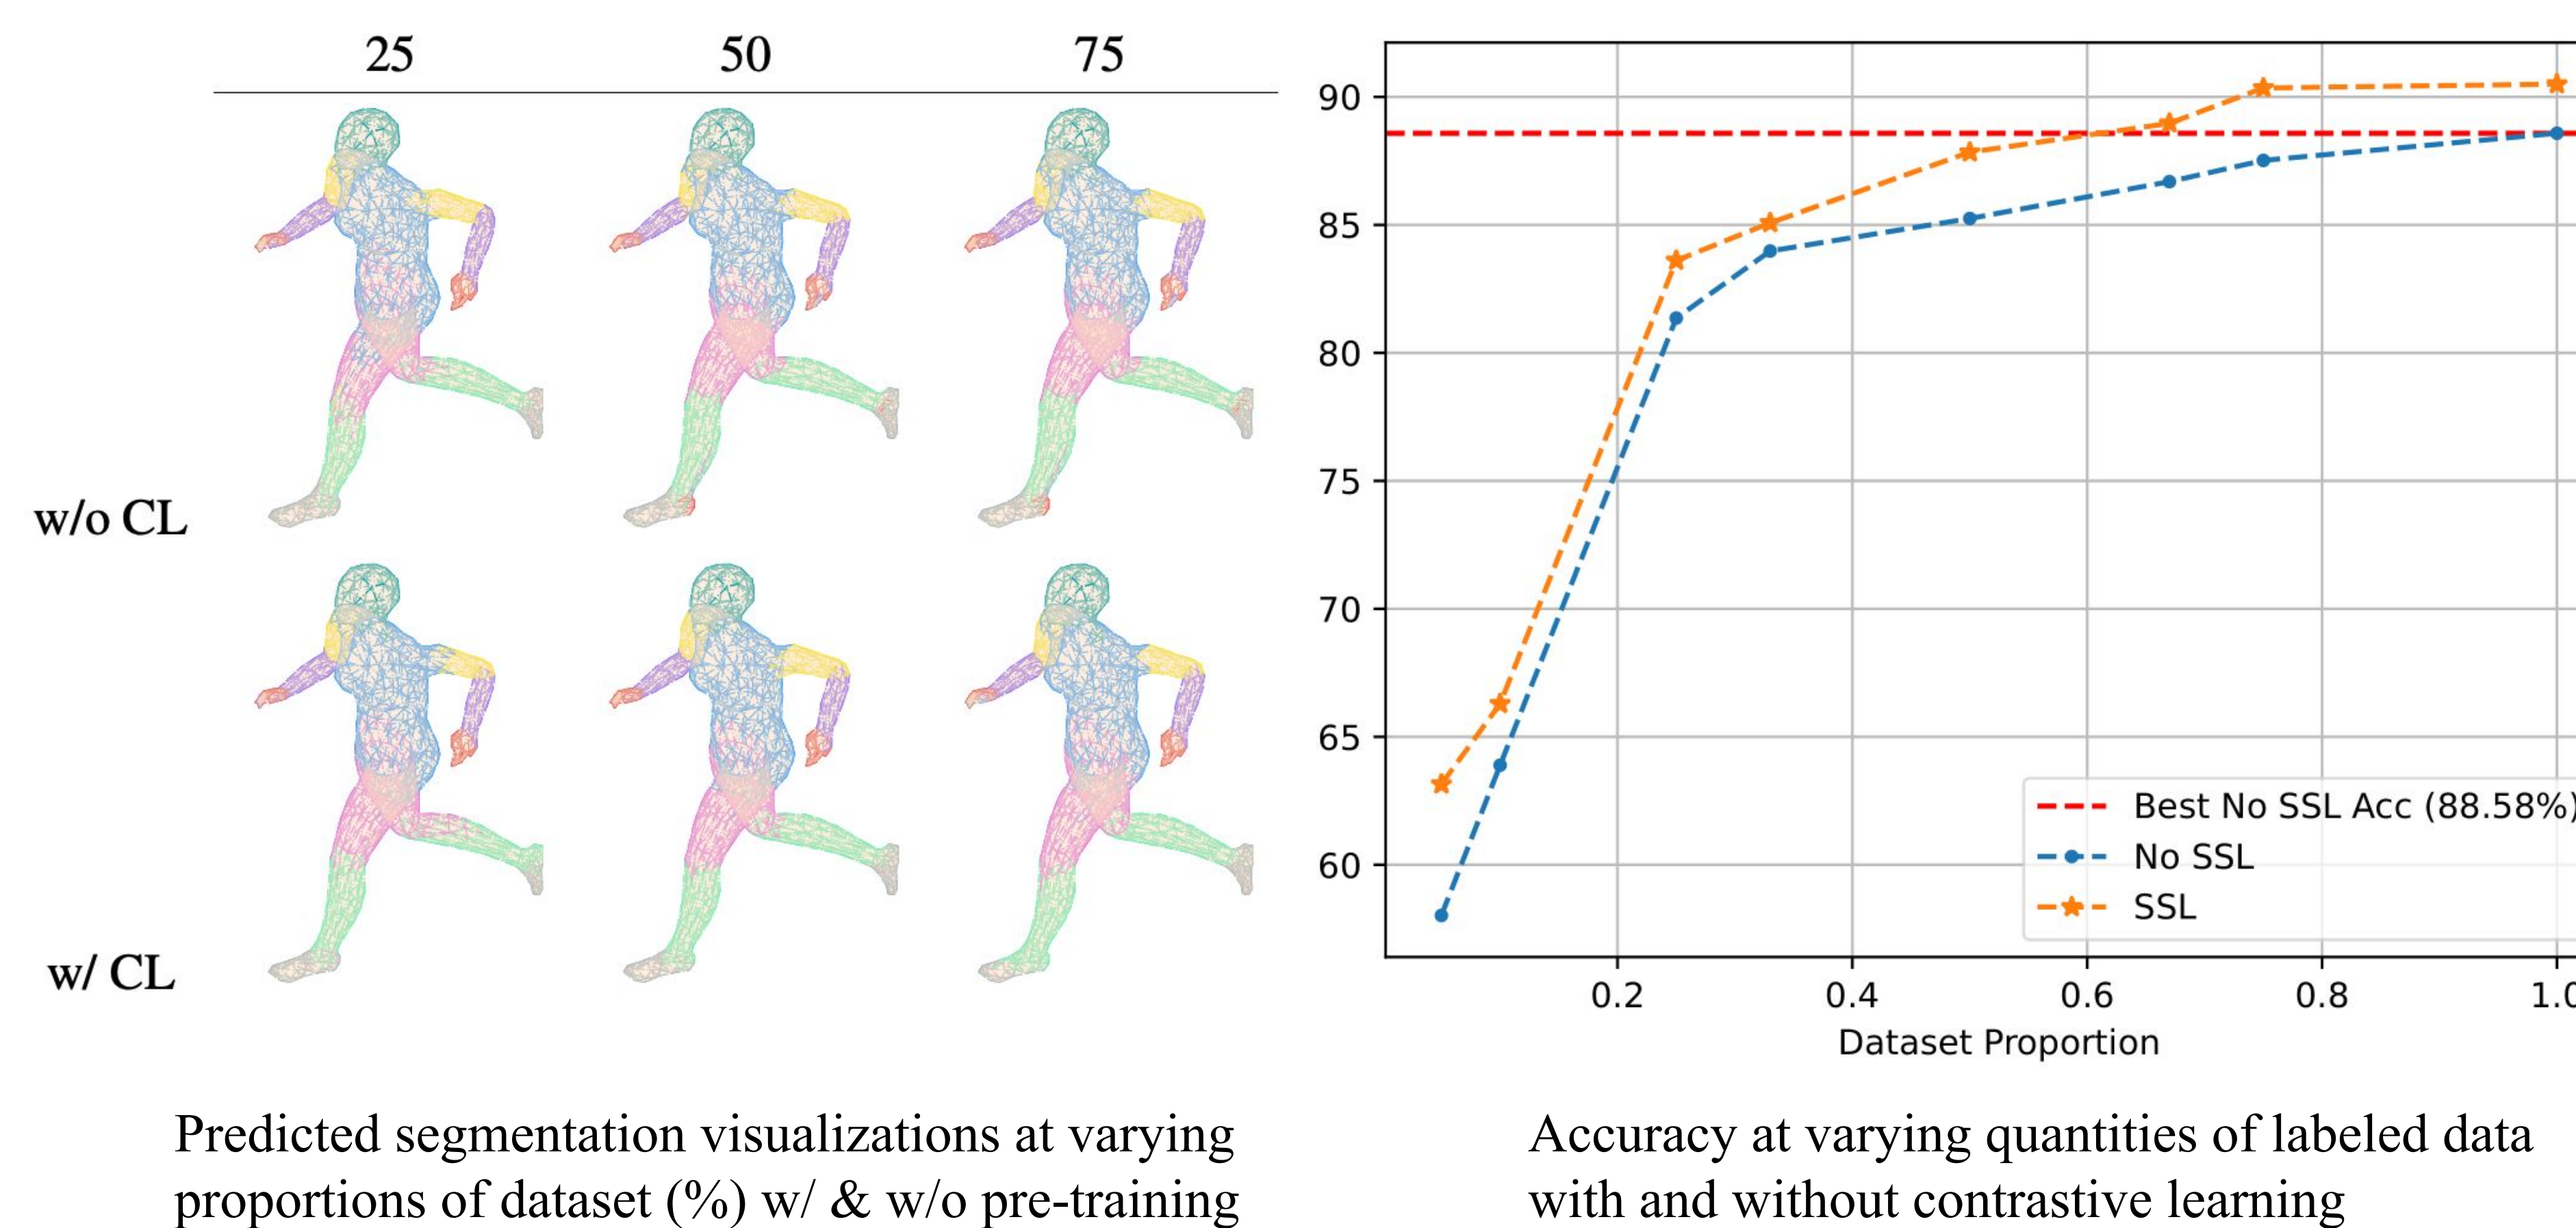 25 50 75
w/o CL
w/ CL
Predicted segmentation visualizations at varying
proportions of dataset (%) w/ & w/o pre-training
90
85
80
75
70
65
60
Best No SSL Acc (88.58%)
No SSL
SSL
0.2 0.4 0.6 0.8 1.0
Dataset Proportion
Accuracy at varying quantities of labeled data
with and without contrastive learning